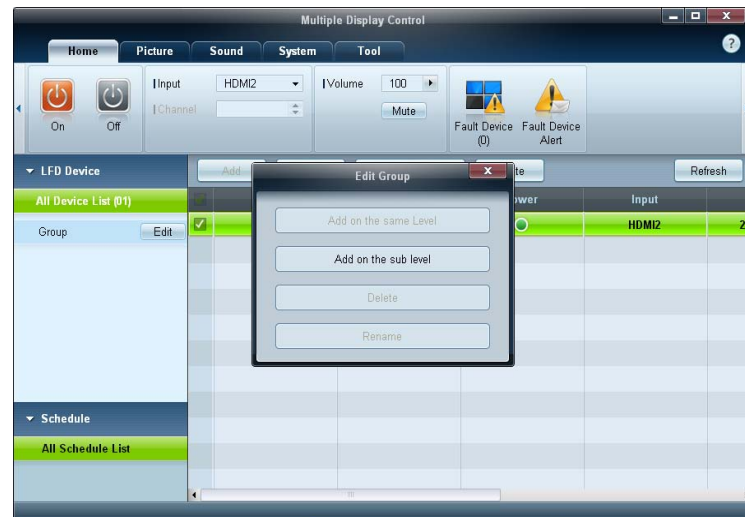 Multiple Display Control
Home Picture Sound System Tool
Input HDMI2
Volume 100
Channel
Mute
On Off
Fault Device (0)
Fault Device Alert
LFD Device
Add
Refresh
Edit Group
All Device List (01)
Input
Group Edit
HDMI2
2
Add on the same Level
Add on the sub level
Delete
Rename
Schedule
All Schedule List